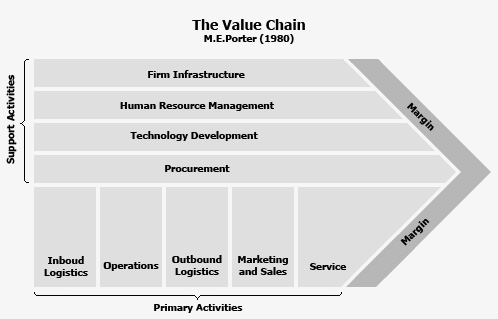 The Value Chain
M.E.Porter (1980)
Support Activities
Firm Infrastructure
Human Resource Management
Technology Development
Procurement
Margin
Inboud
Logistics
Operations
Outbound
Logistics
Marketing
and Sales
Service
Margin
Primary Activities